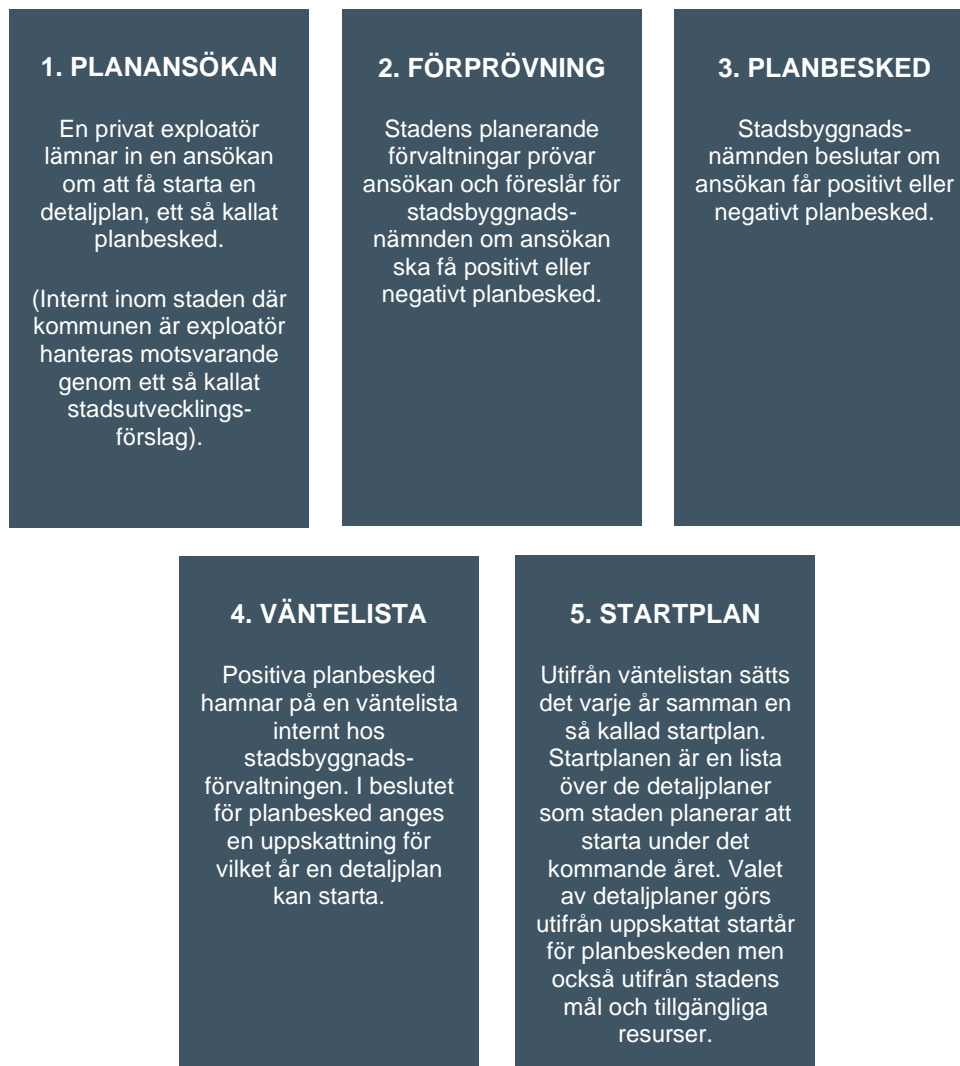 1. PLANANSÖKAN
En privat exploatör
lämnar in en ansökan
om att få starta en
detaljplan, ett så kallat
planbesked.
(Internt inom staden där
kommunen är exploatör
hanteras motsvarande
genom ett så kallat
stadsutvecklings-
förslag).
2. FÖRPRÖVNING
Stadens planerande
förvaltningar prövar
ansökan och föreslår för
stadsbyggnads-
nämnden om ansökan
ska få positivt eller
negativt planbesked.
3. PLANBESKED
Stadsbyggnads-
nämnden beslutar om
ansökan får positivt eller
negativt planbesked.
4. VÄNTELISTA
Positiva planbesked
hamnar på en väntelista
internt hos
stadsbyggnads-
förvaltningen. I beslutet
för planbesked anges
en uppskattning för
vilket år en detaljplan
kan starta.
5. STARTPLAN
Utifrån väntelistan sätts
det varje år samman en
så kallad startplan.
Startplanen är en lista
över de detaljplaner
som staden planerar att
starta under det
kommande året. Valet
av detaljplaner görs
utifrån uppskattat startår
för planbeskeden men
också utifrån stadens
mål och tillgängliga
resurser.